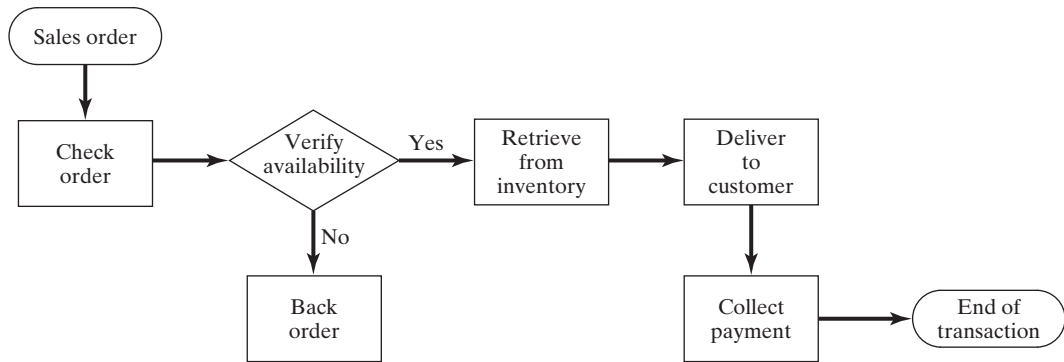 Sales order
Check
order
Verify
availability
Yes
No
Back
order
Retrieve
from
inventory
Deliver
to
customer
Collect
payment
End of
transaction